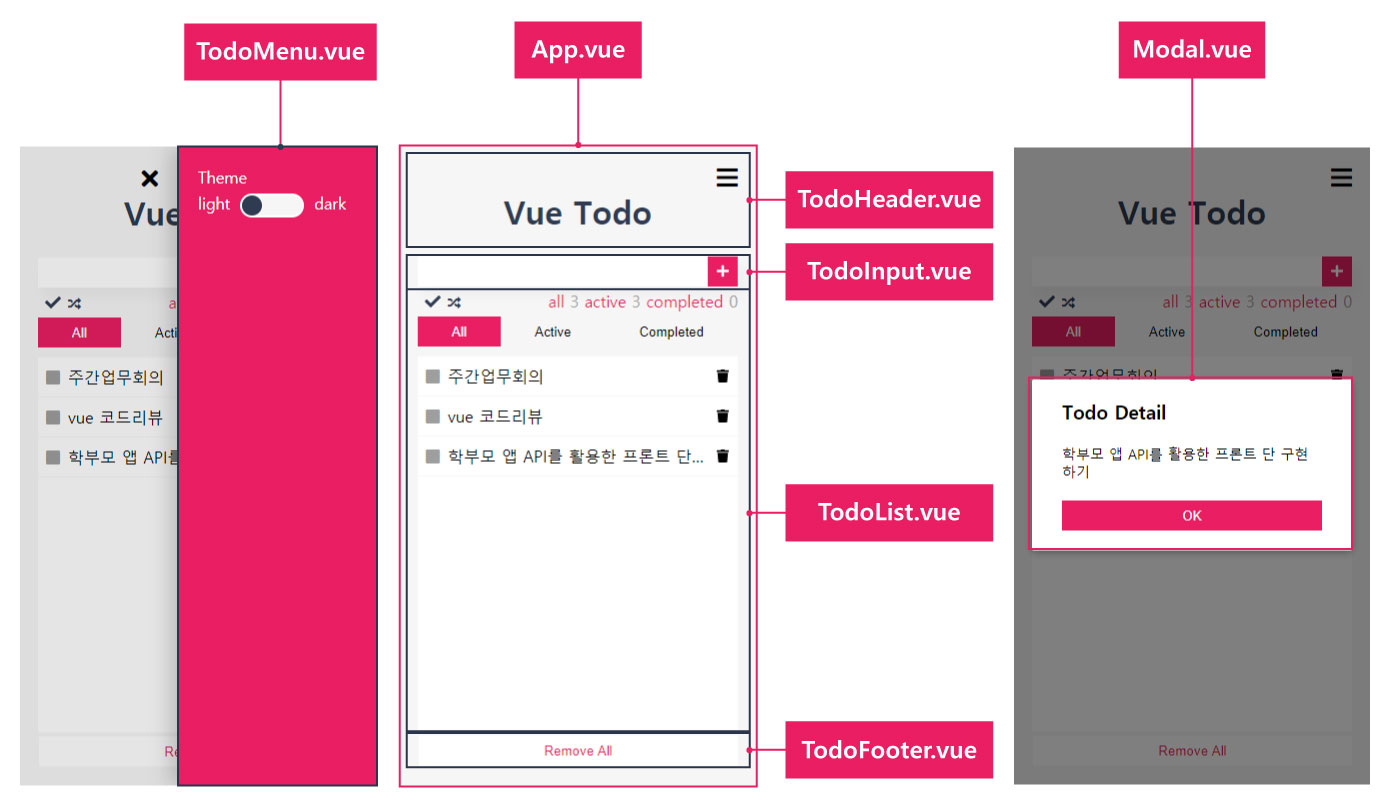 TodoMenu.vue
App.vue
Modal.vue
Theme
light dark
Vue
a
All Acti
주간업무회의
vue 코드리뷰
학부모 앱 API를
Re
Vue Todo
+
all 3 active 3 completed 0
All Active Completed
주간업무회의
vue 코드리뷰
학부모 앱 API를 활용한 프론트 단...
Remove All
TodoHeader.vue
TodoInput.vue
TodoList.vue
TodoFooter.vue
Vue Todo
+
all 3 active 3 completed 0
All Active Completed
주간업무회의
Todo Detail
학부모 앱 API를 활용한 프론트 단 구현
하기
OK
Remove All